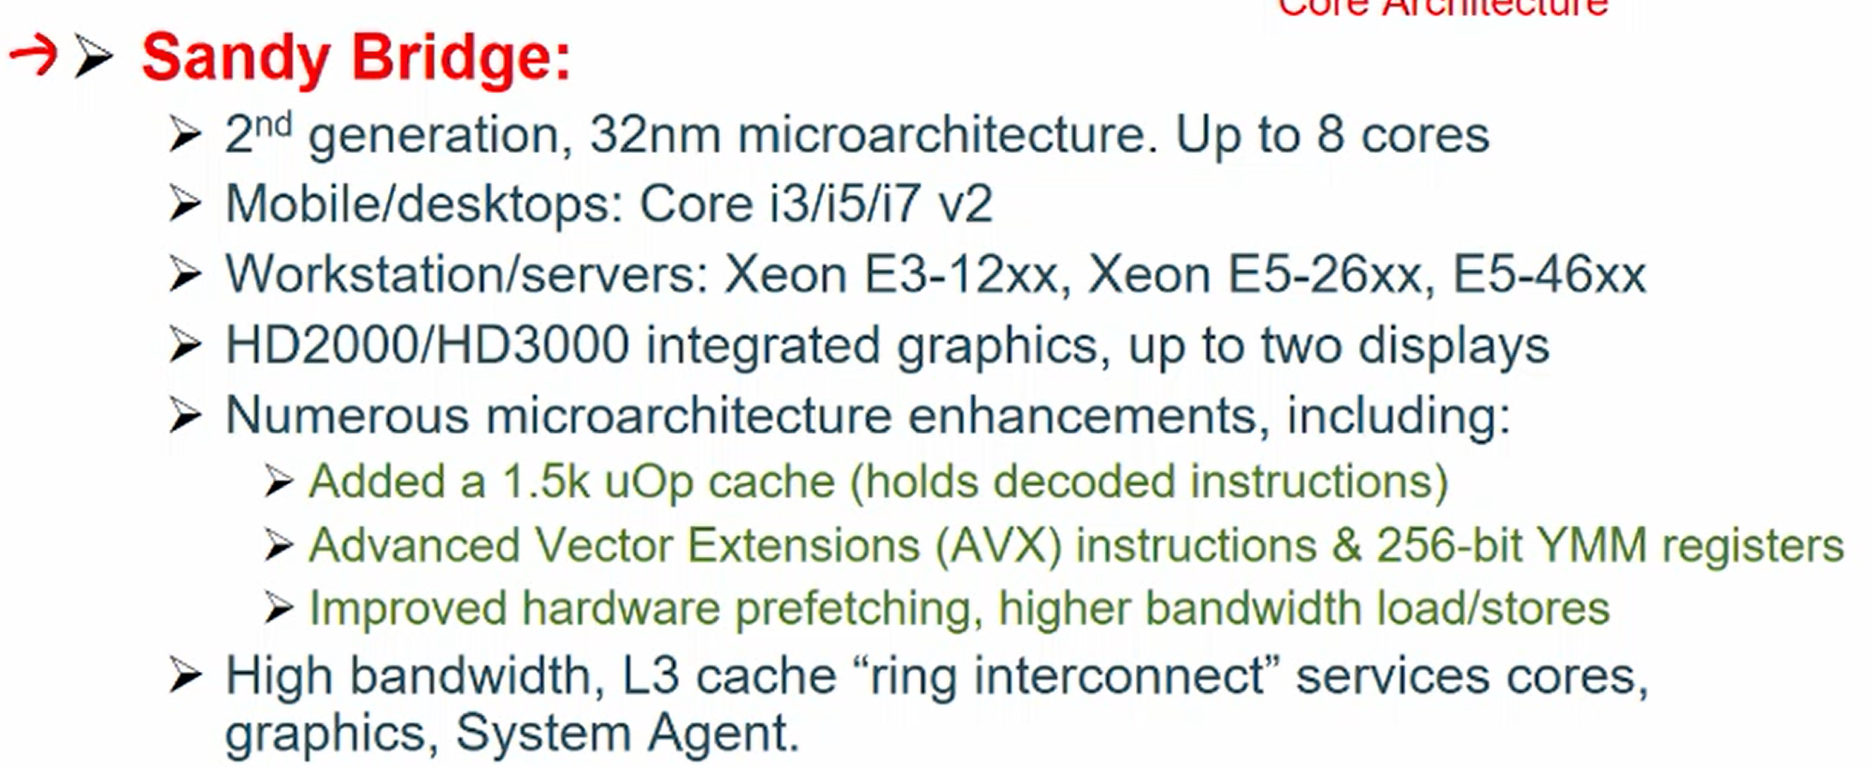 Core Architecture
Sandy Bridge:
2nd generation, 32nm microarchitecture. Up to 8 cores
Mobile/desktops: Core i3/i5/i7 v2
Workstation/servers: Xeon E3-12xx, Xeon E5-26xx, E5-46xx
HD2000/HD3000 integrated graphics, up to two displays
Numerous microarchitecture enhancements, including:
Added a 1.5k uOp cache (holds decoded instructions)
Advanced Vector Extensions (AVX) instructions & 256-bit YMM registers
Improved hardware prefetching, higher bandwidth load/stores
High bandwidth, L3 cache “ring interconnect” services cores,
graphics, System Agent.